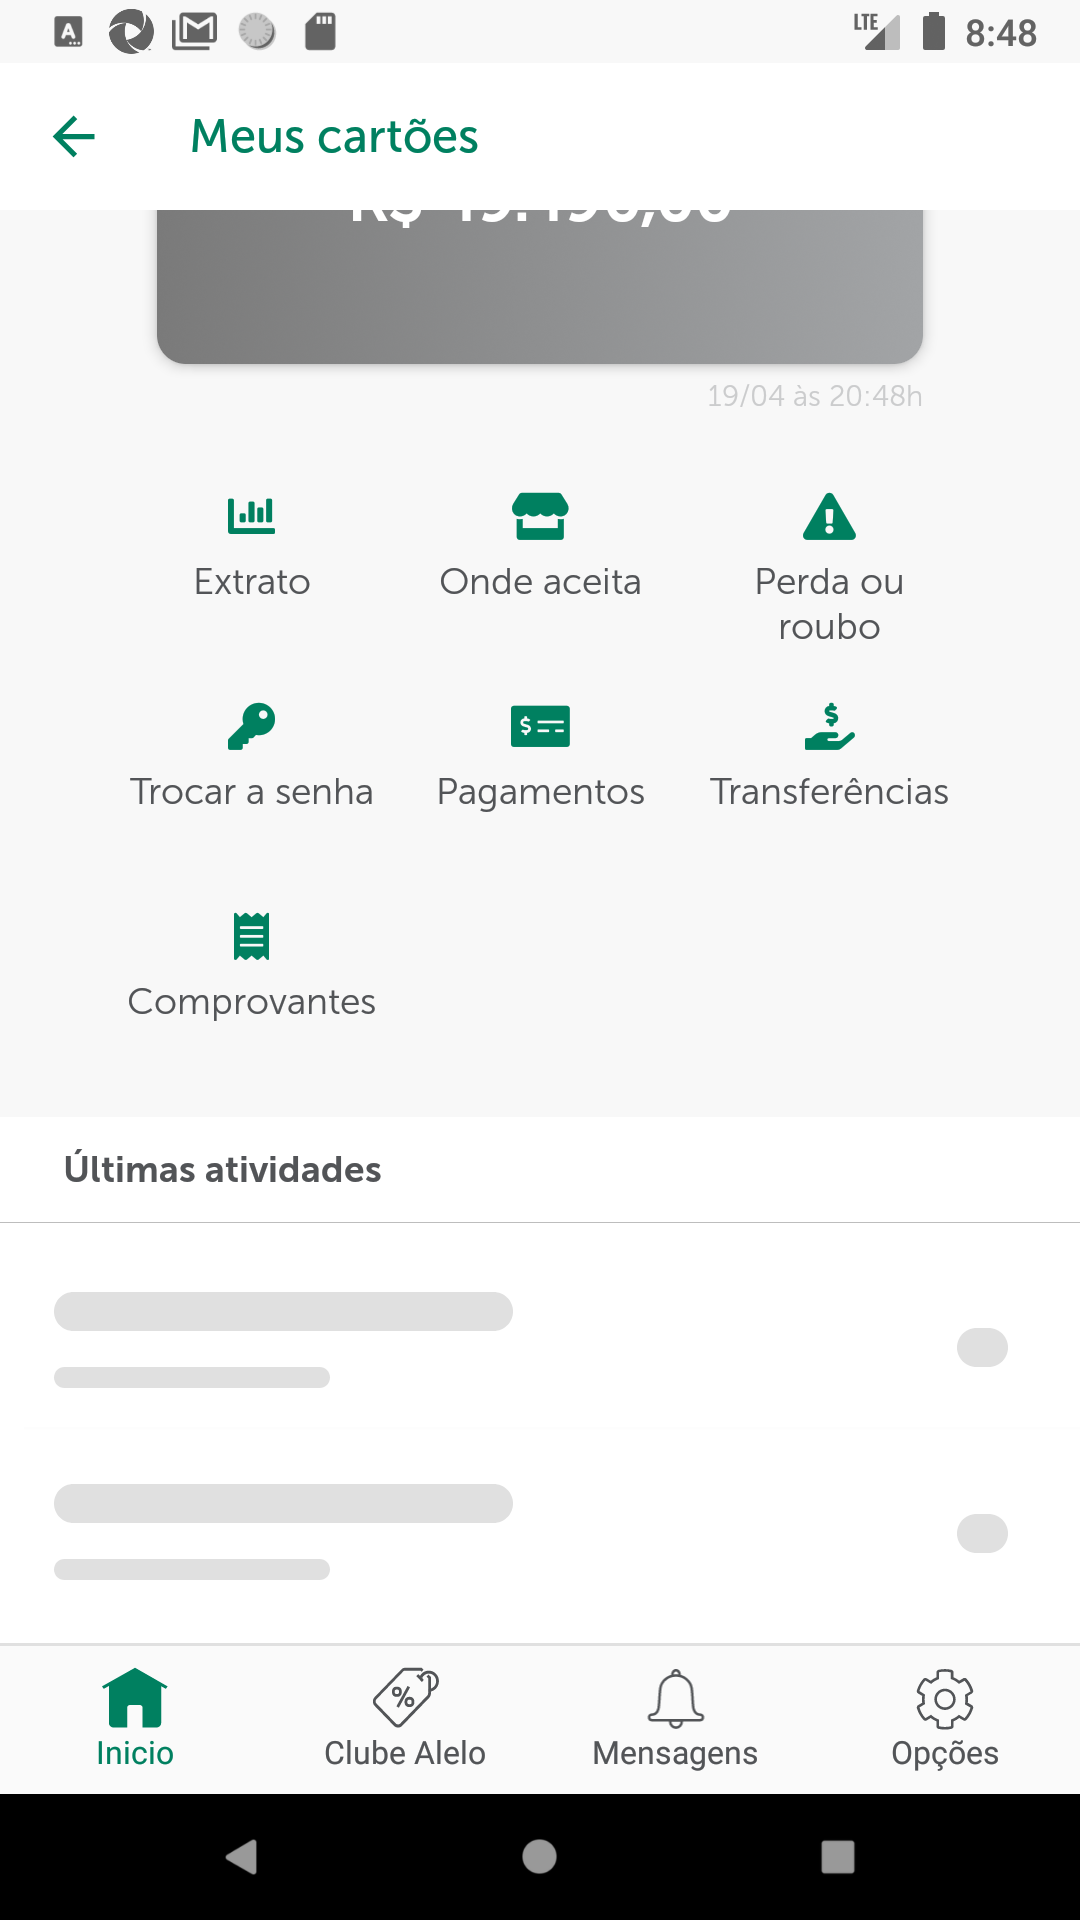 LTE 8:48
Meus cartões
19/04 às 20:48h
Extrato
Onde aceita
Perda ou
roubo
Trocar a senha
Pagamentos
Transferências
Comprovantes
Últimas atividades
Inicio
Clube Alelo
Mensagens
Opções